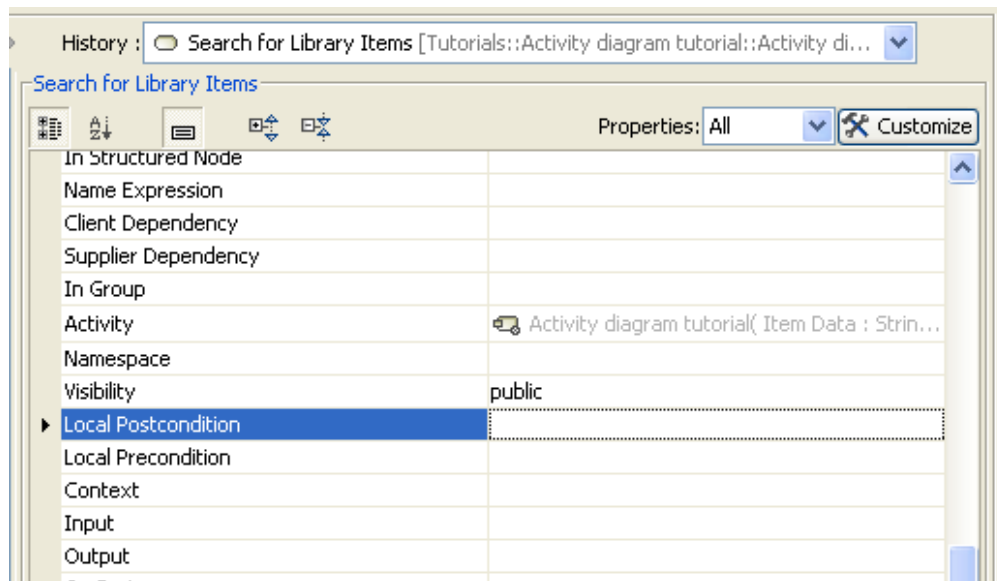 History : Search for Library Items [Tutorials::Activity diagram tutorial::Activity di...
Search for Library Items
Properties: All Customize
In Structured Node
Name Expression
Client Dependency
Supplier Dependency
In Group
Activity Activity diagram tutorial( Item Data : Strin...
Namespace
Visibility public
Local Postcondition
Local Precondition
Context
Input
Output